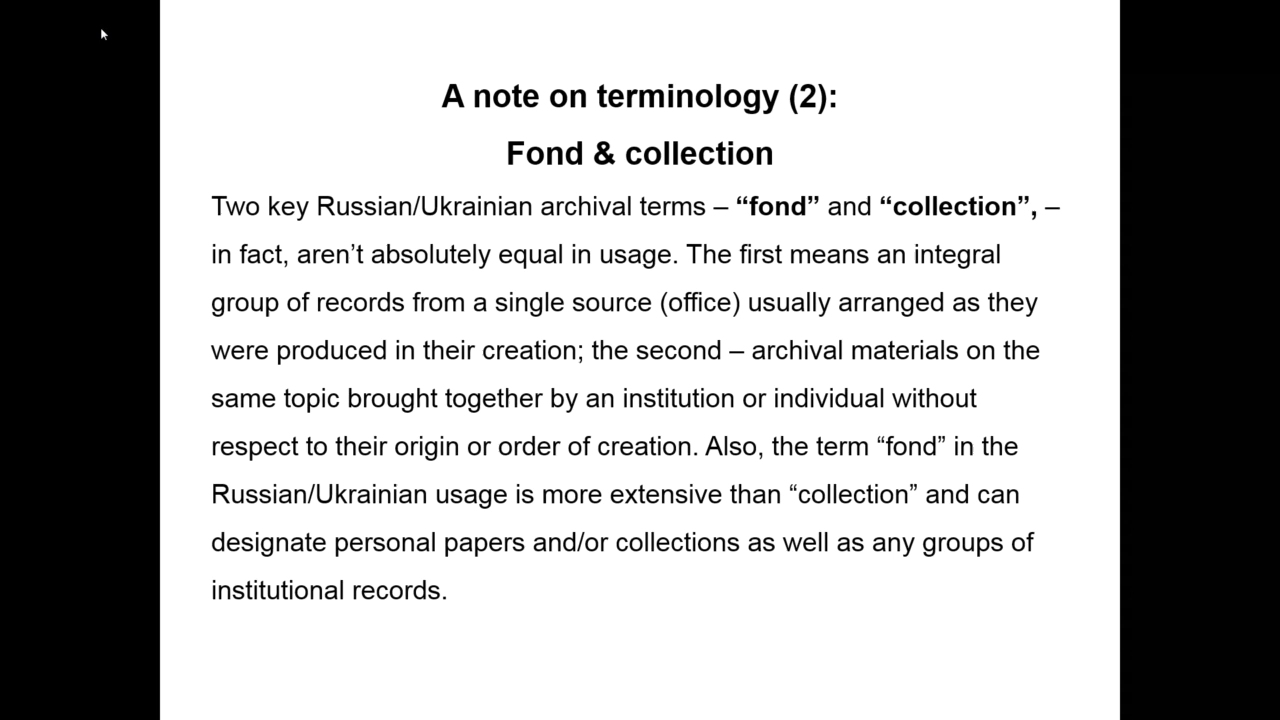 A note on terminology (2):
Fond & collection
Two key Russian/Ukrainian archival terms – “fond” and “collection”, –
in fact, aren’t absolutely equal in usage. The first means an integral
group of records from a single source (office) usually arranged as they
were produced in their creation; the second – archival materials on the
same topic brought together by an institution or individual without
respect to their origin or order of creation. Also, the term “fond” in the
Russian/Ukrainian usage is more extensive than “collection” and can
designate personal papers and/or collections as well as any groups of
institutional records.